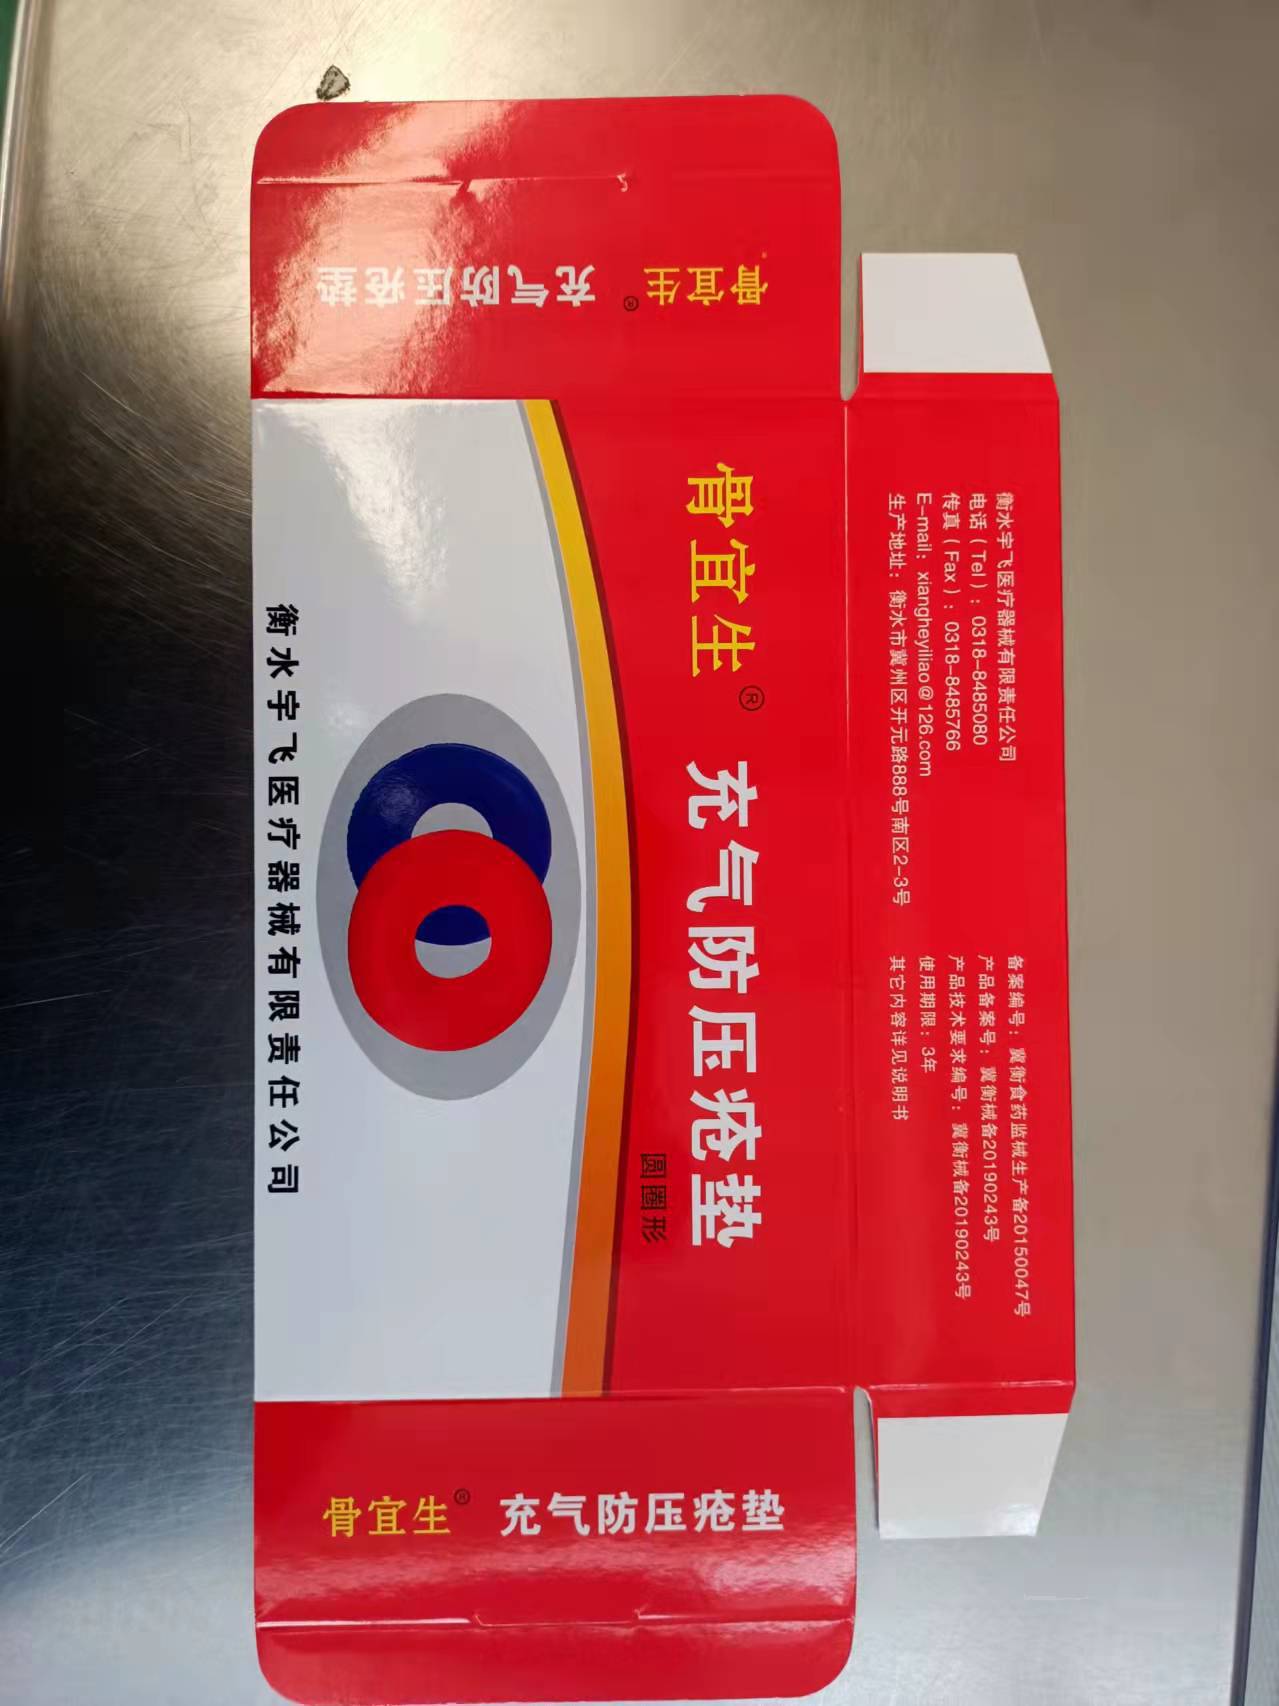 骨宜生® 充气防压疮垫
骨宜生® 充气防压疮垫
圆圈形
衡水宇飞医疗器械有限责任公司
衡水宇飞医疗器械有限责任公司
电话（Tel）：0318-8485080
传真（Fax）：0318-8485766
E-mail：xiangheyiliao@126.com
生产地址：衡水市冀州区开元路888号南区2-3号
备案编号：冀衡食药监械生产备20150047号
产品备案号：冀衡械备20190243号
产品技术要求编号：冀衡械备20190243号
使用期限：3年
其它内容详见说明书
骨宜生® 充气防压疮垫